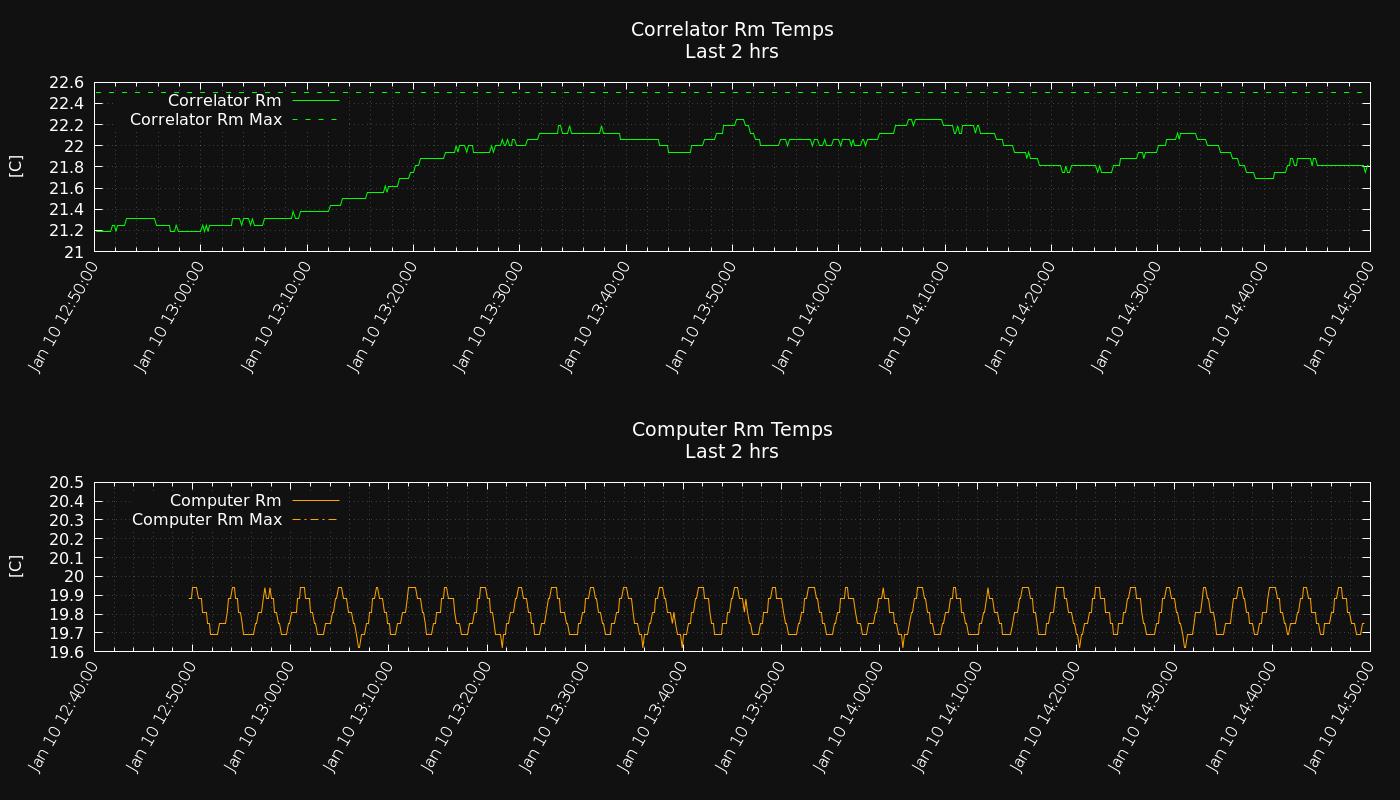 Correlator Rm Temps
Last 2 hrs
22.6
22.4
22.2
22
21.8
21.6
21.4
21.2
21
[C]
Correlator Rm
Correlator Rm Max
Jan 10 12:50:00
Jan 10 13:00:00
Jan 10 13:10:00
Jan 10 13:20:00
Jan 10 13:30:00
Jan 10 13:40:00
Jan 10 13:50:00
Jan 10 14:00:00
Jan 10 14:10:00
Jan 10 14:20:00
Jan 10 14:30:00
Jan 10 14:40:00
Jan 10 14:50:00
Computer Rm Temps
Last 2 hrs
20.5
20.4
20.3
20.2
20.1
20
19.9
19.8
19.7
19.6
[C]
Computer Rm
Computer Rm Max
Jan 10 12:40:00
Jan 10 12:50:00
Jan 10 13:00:00
Jan 10 13:10:00
Jan 10 13:20:00
Jan 10 13:30:00
Jan 10 13:40:00
Jan 10 13:50:00
Jan 10 14:00:00
Jan 10 14:10:00
Jan 10 14:20:00
Jan 10 14:30:00
Jan 10 14:40:00
Jan 10 14:50:00